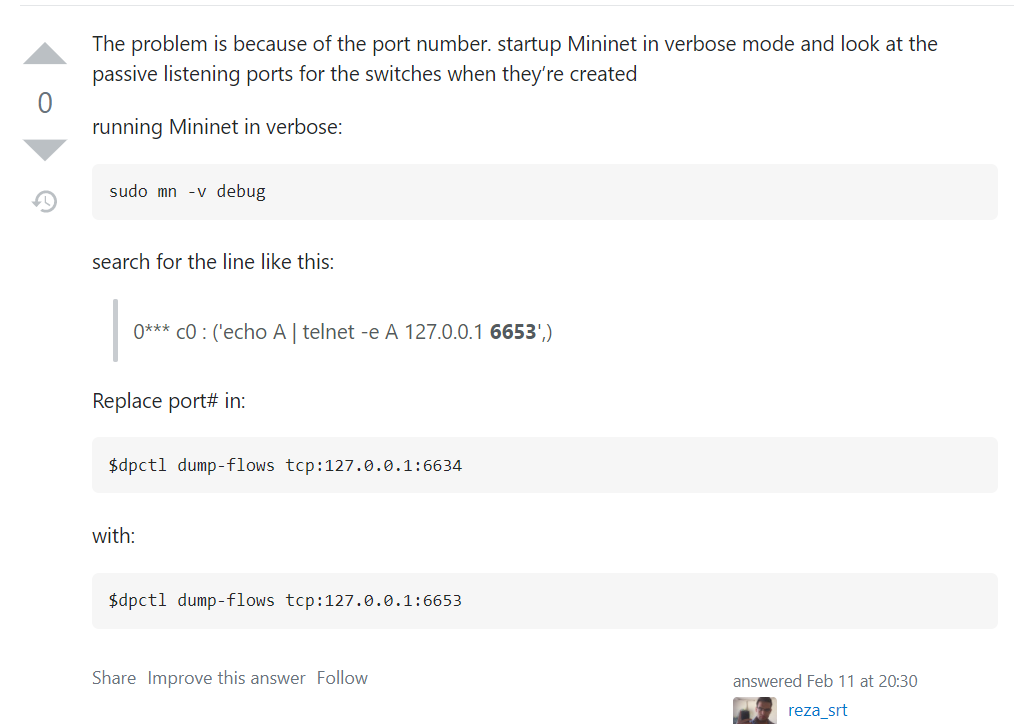 The problem is because of the port number. startup Mininet in verbose mode and look at the
passive listening ports for the switches when they’re created
0
running Mininet in verbose:
sudo mn -v debug
search for the line like this:
0*** c0 : ('echo A | telnet -e A 127.0.0.1 6653',)
Replace port# in:
$dpctl dump-flows tcp:127.0.0.1:6634
with:
$dpctl dump-flows tcp:127.0.0.1:6653
Share Improve this answer Follow
answered Feb 11 at 20:30
reza_srt